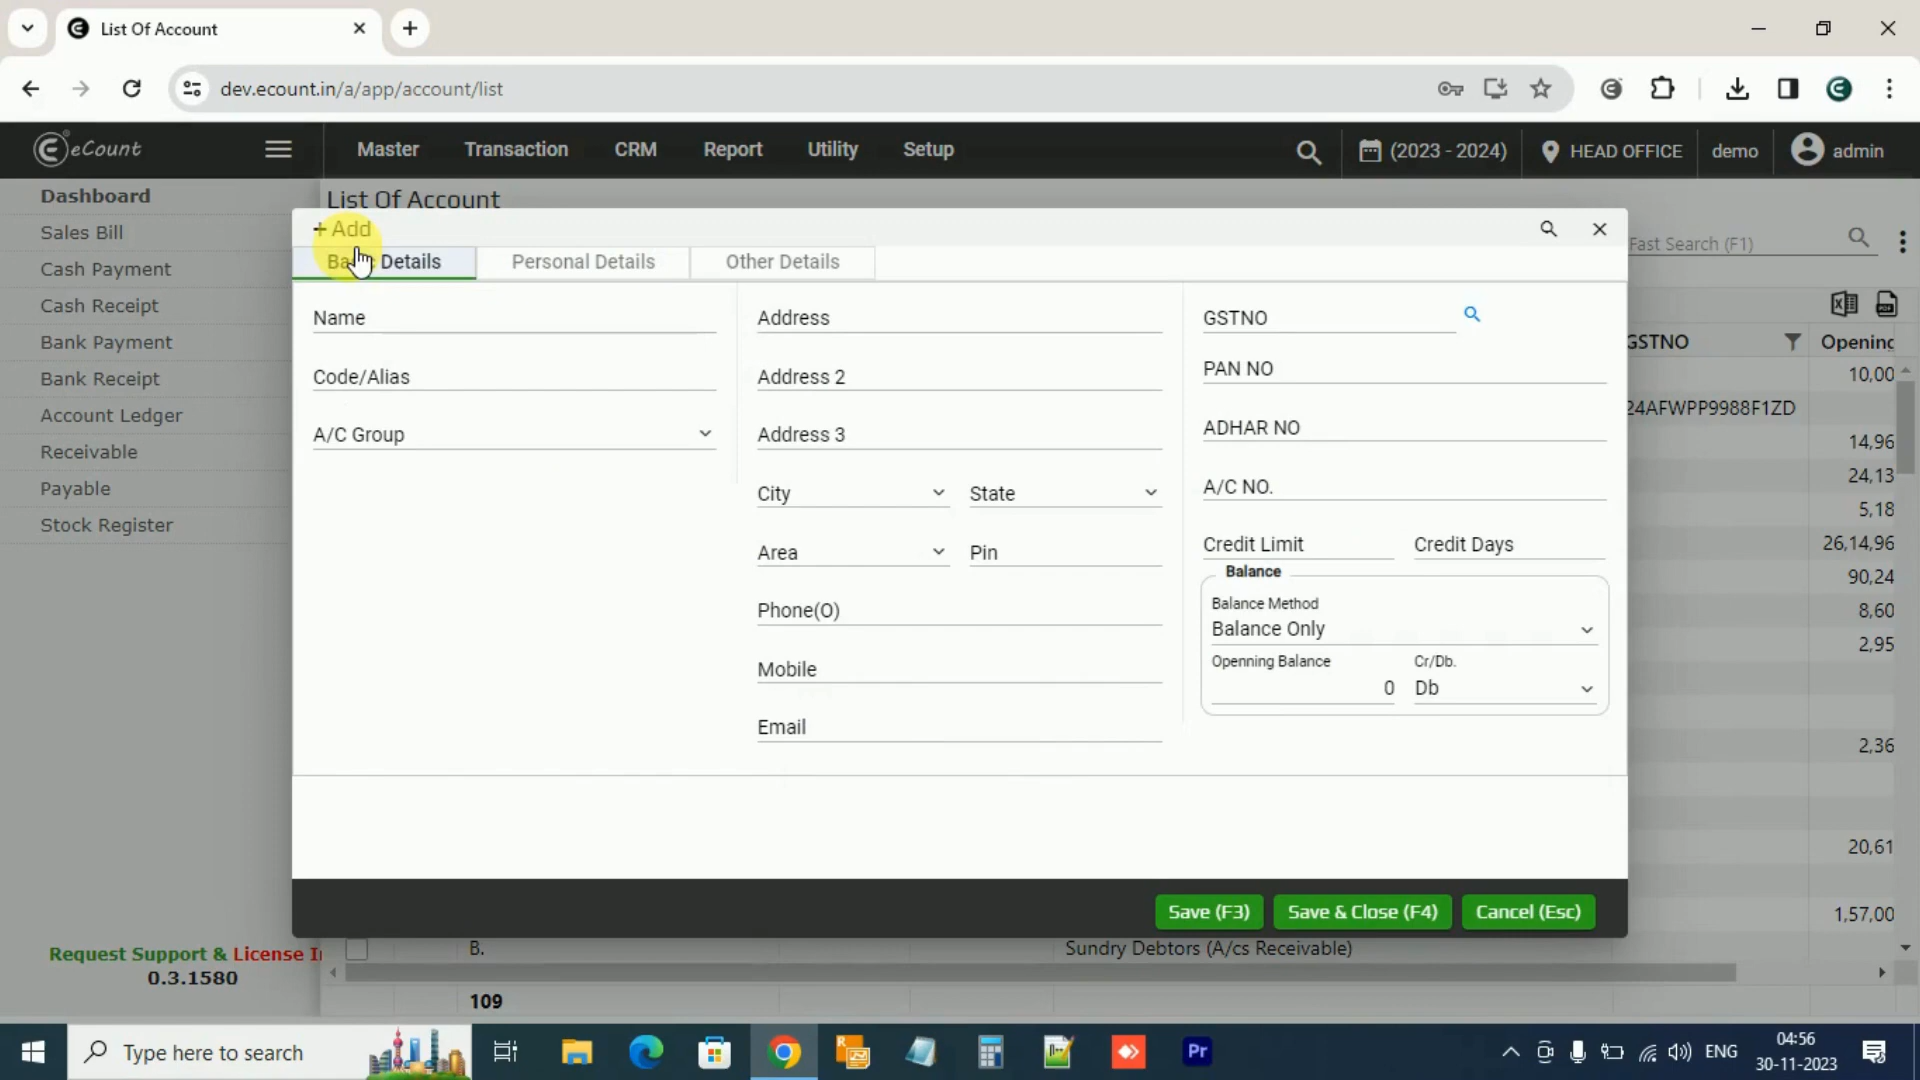 List Of Account
dev.ecount.in/a/app/account/list
eCount
Master
Transaction
CRM
Report
Utility
Setup
(2023 - 2024)
HEAD OFFICE
demo
admin
Dashboard
Sales Bill
Cash Payment
Cash Receipt
Bank Payment
Bank Receipt
Account Ledger
Receivable
Payable
Stock Register
Request Support & License I
0.3.1580
List Of Account
+ Add
Details
Personal Details
Other Details
Name
Code/Alias
A/C Group
Address
Address 2
Address 3
City
State
Area
Pin
Phone(O)
Mobile
Email
GSTNO
PAN NO
ADHAR NO
A/C NO.
Credit Limit
Credit Days
Balance
Balance Method
Balance Only
Openning Balance
Cr/Db.
0
Db
Save (F3)
Save & Close (F4)
Cancel (Esc)
Fast Search (F1)
GSTNO
Opening
10,00
24AFWPP9988F1ZD
14,96
24,13
5,18
26,14,96
90,24
8,60
2,95
2,36
20,61
1,57,00
B.
Sundry Debtors (A/cs Receivable)
109
Type here to search
Pr
ENG
04:56
30-11-2023